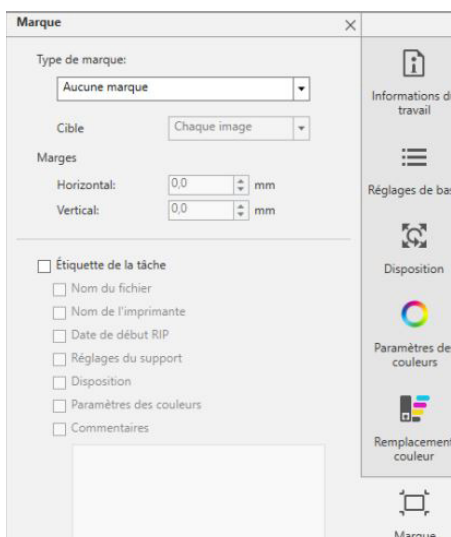 Marque
Type de marque:
Aucune marque
Cible
Chaque image
Marges
Horizontal:
0,0
mm
Vertical:
0,0
mm
Étiquette de la tâche
Nom du fichier
Nom de l'imprimante
Date de début RIP
Réglages du support
Disposition
Paramètres des couleurs
Commentaires
Informations d
travail
Réglages de bas
Disposition
Paramètres de
couleurs
Remplacement
couleur
Marque